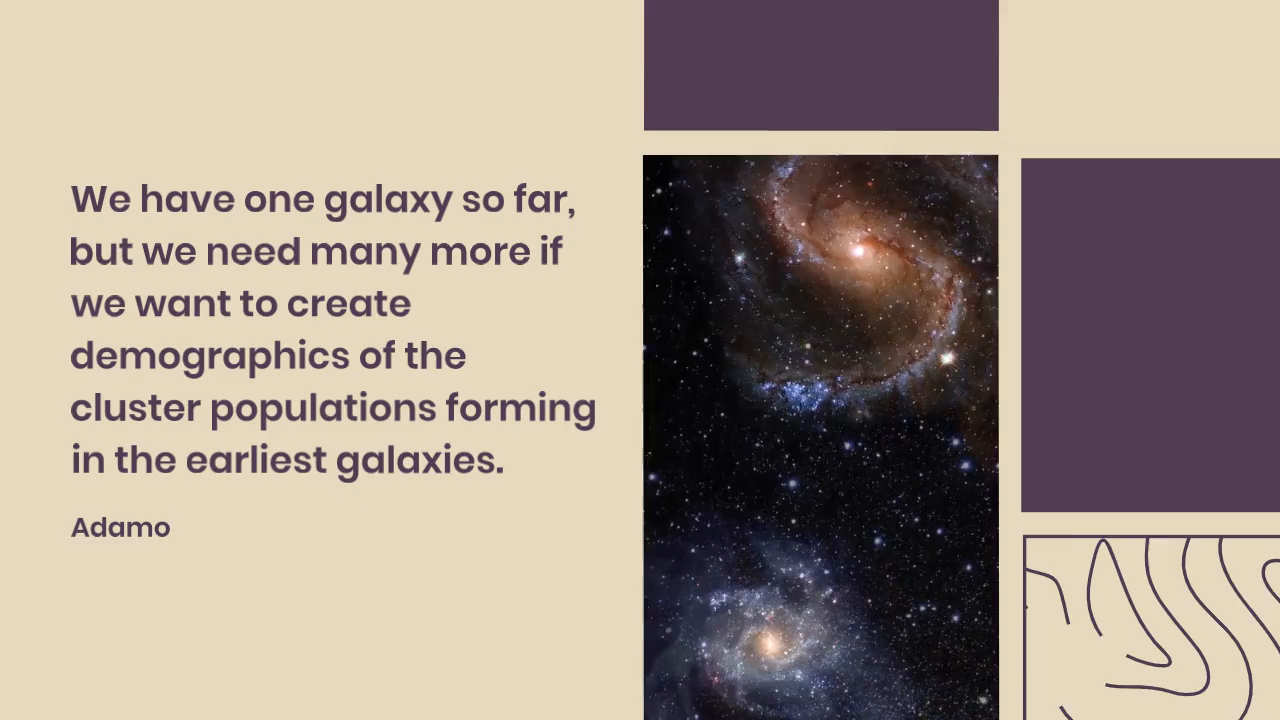 We have one galaxy so far,
but we need many more if
we want to create
demographics of the
cluster populations forming
in the earliest galaxies.
Adamo